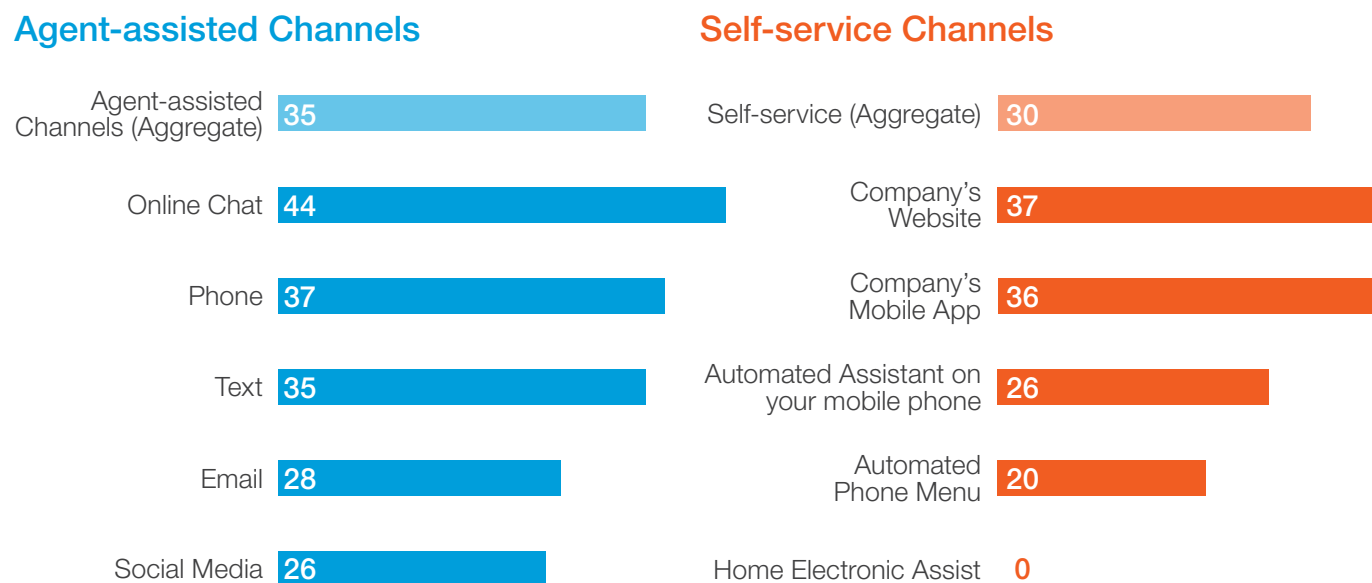 Agent-assisted Channels
Agent-assisted
Channels (Aggregate)
35
Online Chat
44
Phone
37
Text
35
Email
28
Social Media
26
Self-service Channels
Self-service (Aggregate)
30
Company's
Website
37
Company's
Mobile App
36
Automated Assistant on
your mobile phone
26
Automated
Phone Menu
20
Home Electronic Assist
0